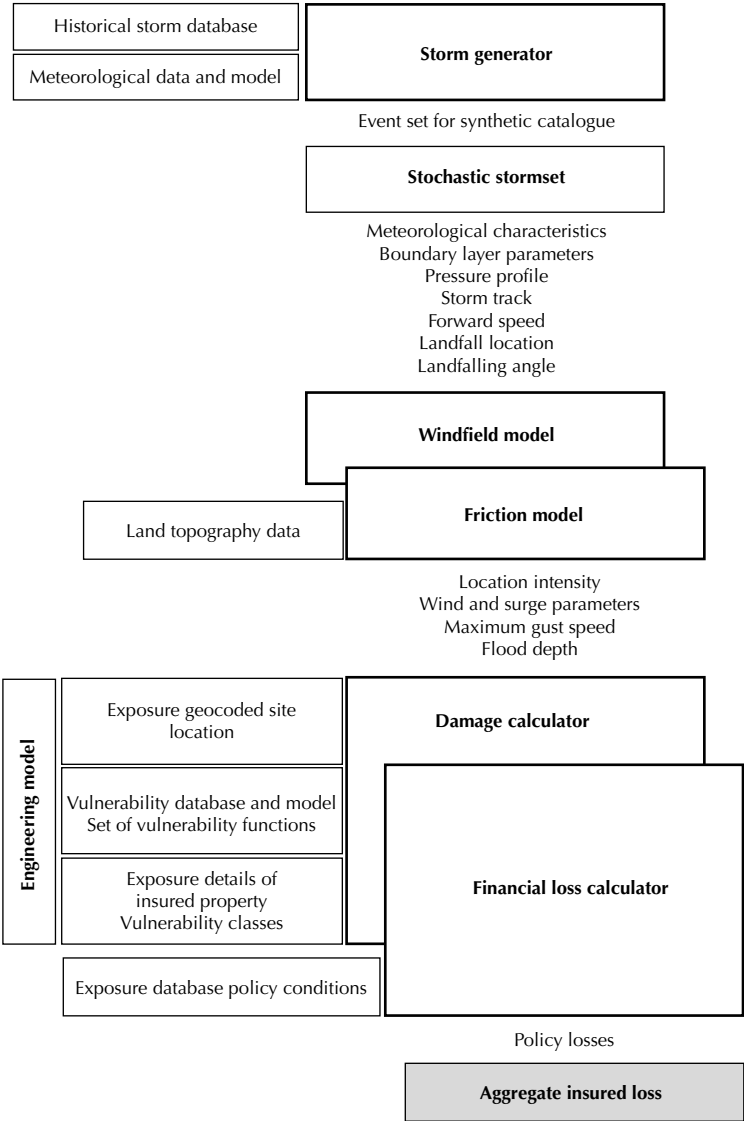 Historical storm database
Meteorological data and model
Storm generator
Event set for synthetic catalogue
Stochastic stormset
Meteorological characteristics
Boundary layer parameters
Pressure profile
Storm track
Forward speed
Landfall location
Landfalling angle
Windfield model
Friction model
Land topography data
Location intensity
Wind and surge parameters
Maximum gust speed
Flood depth
Engineering model
Exposure geocoded site
location
Damage calculator
Vulnerability database and model
Set of vulnerability functions
Exposure details of
insured property
Vulnerability classes
Financial loss calculator
Exposure database policy conditions
Policy losses
Aggregate insured loss